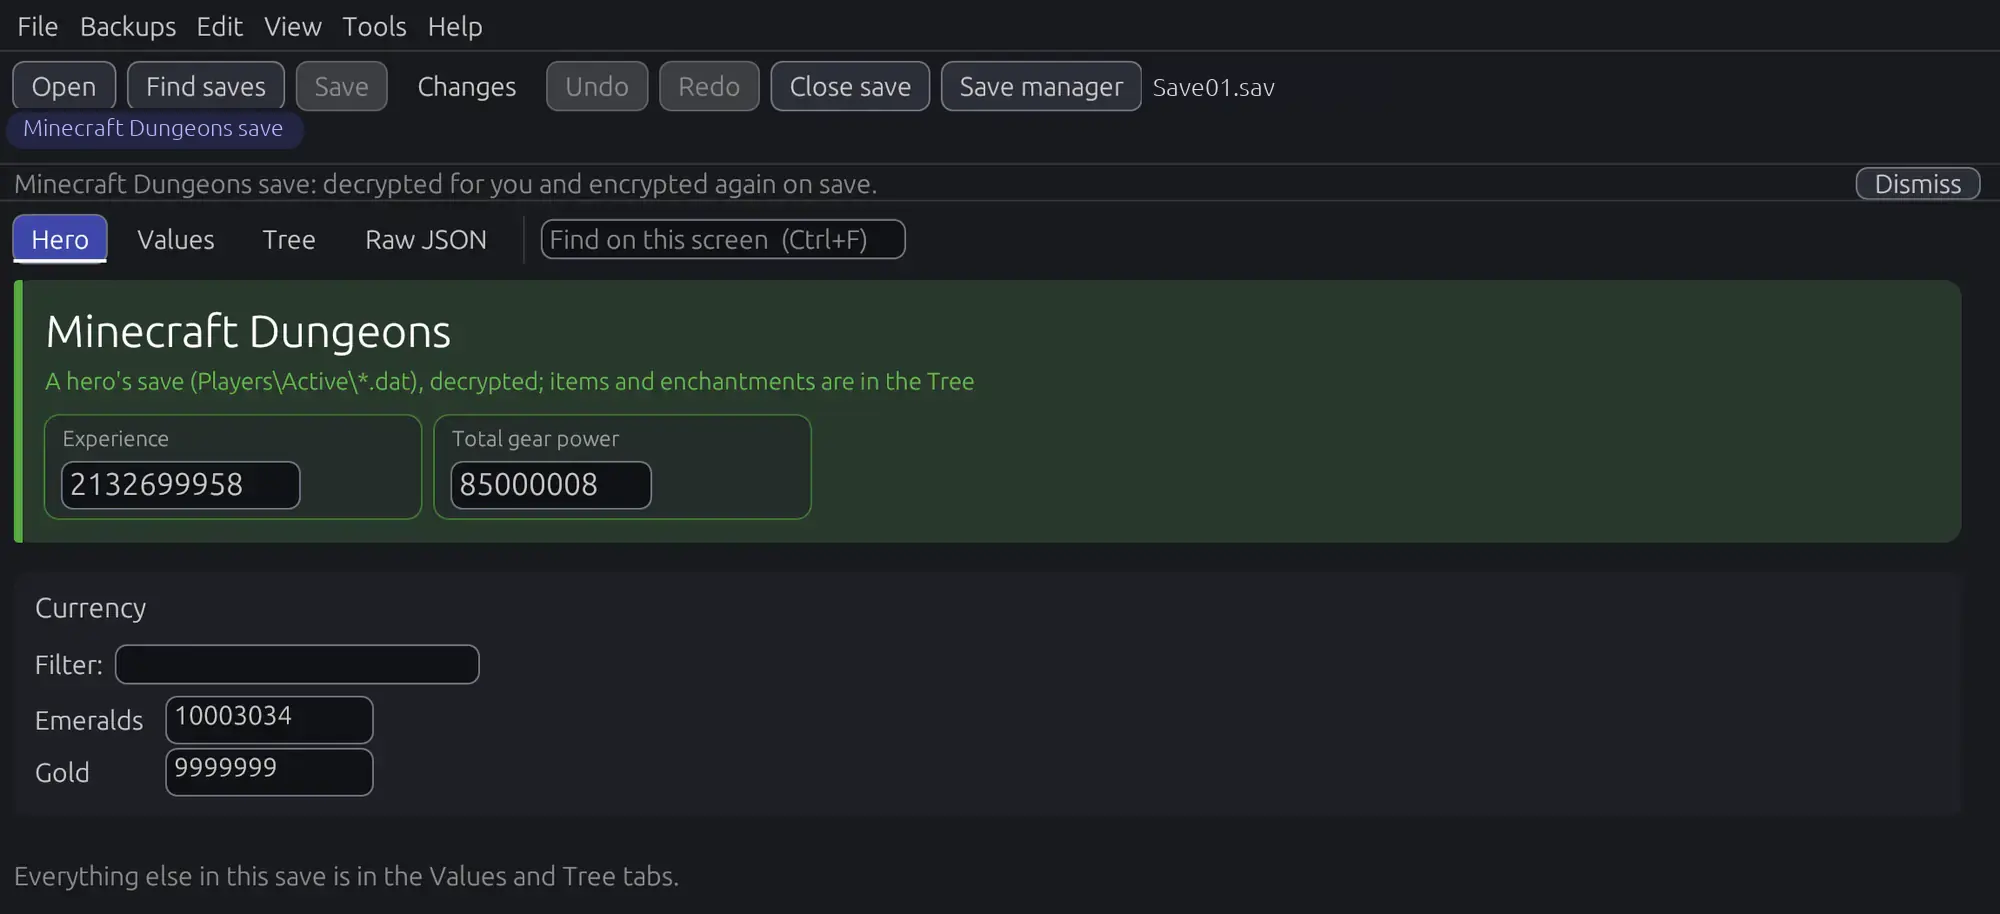 File Backups Edit View Tools Help
Open Find saves Save Changes Undo Redo Close save Save manager Save01.sav
Minecraft Dungeons save
Minecraft Dungeons save: decrypted for you and encrypted again on save. Dismiss
Hero Values Tree Raw JSON Find on this screen (Ctrl+F)
Minecraft Dungeons
A hero's save (Players\Active\*.dat), decrypted; items and enchantments are in the Tree
Experience Total gear power
2132699958 85000008
Currency
Filter:
Emeralds 10003034
Gold 9999999
Everything else in this save is in the Values and Tree tabs.